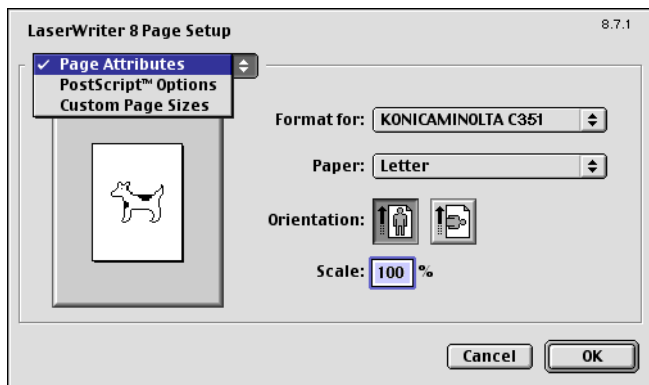 LaserWriter 8 Page Setup
8.7.1
✓ Page Attributes
PostScript™ Options
Custom Page Sizes
Format for: KONICAMINOLTA C351
Paper: Letter
Orientation:
Scale: 100 %
Cancel
OK